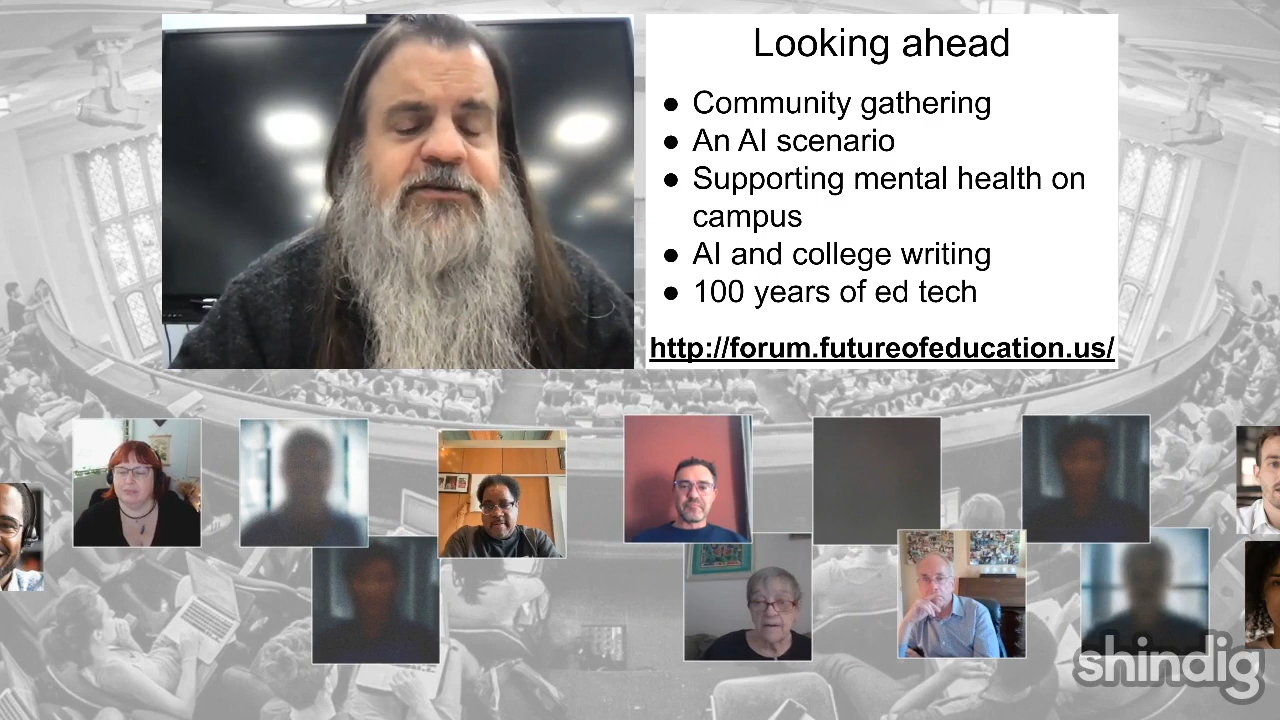 Looking ahead
● Community gathering
● An AI scenario
● Supporting mental health on
campus
● AI and college writing
● 100 years of ed tech
http://forum.futureofeducation.us/
shindig